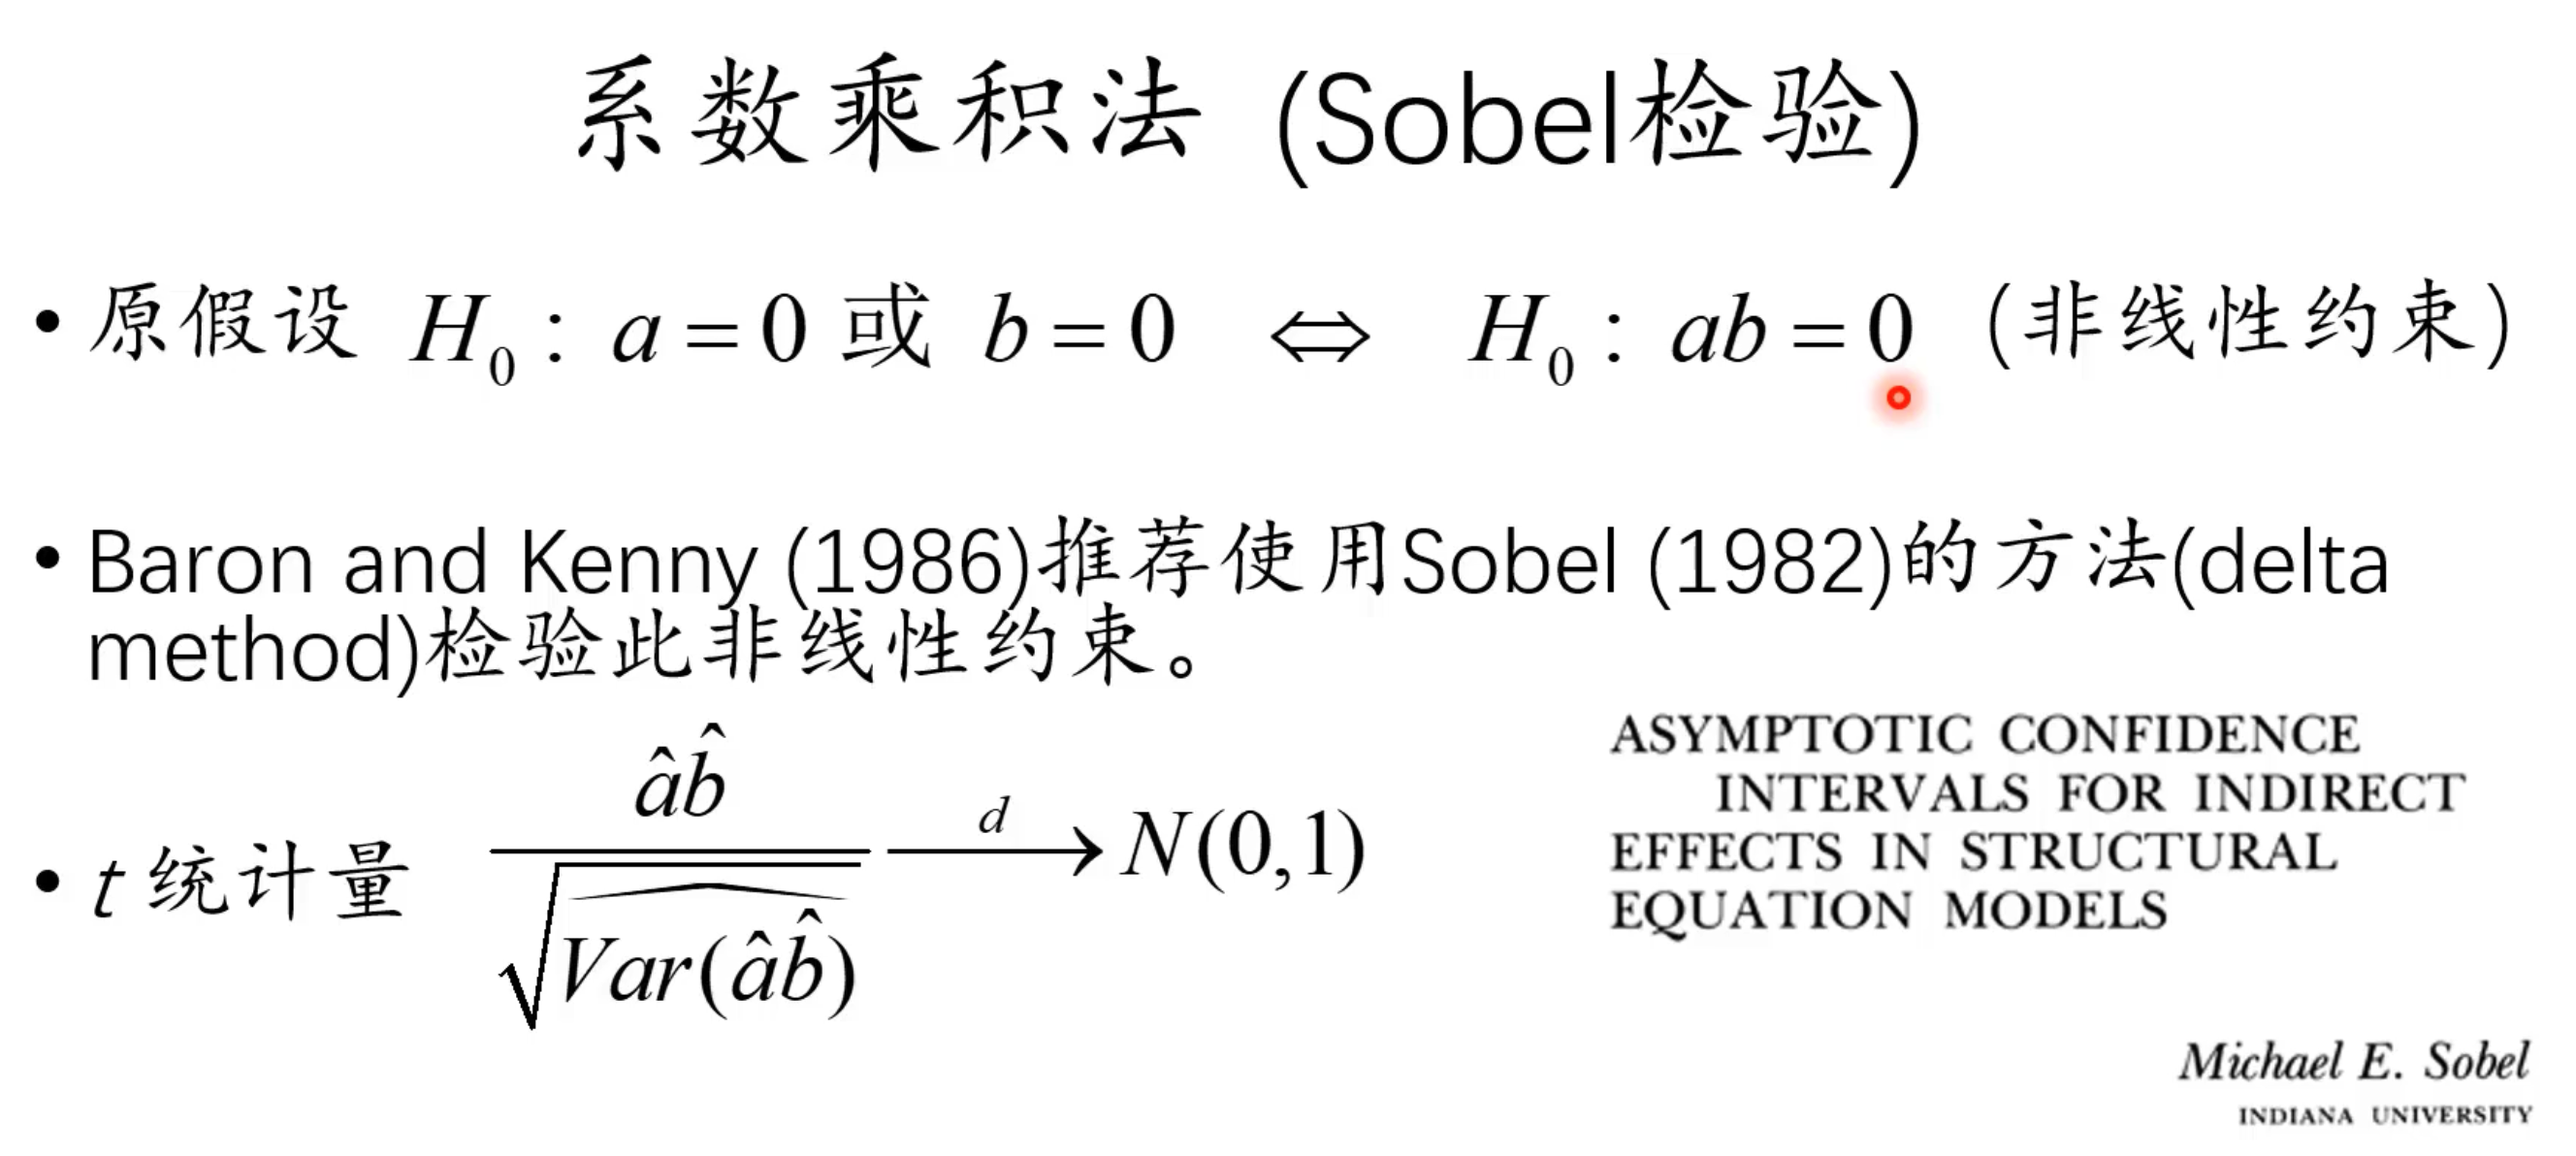 系数乘积法 (Sobel检验)
• 原假设 H₀ : a = 0 或 b = 0 ⇔ H₀ : ab = 0 (非线性约束)
• Baron and Kenny (1986)推荐使用Sobel (1982)的方法(delta
method)检验此非线性约束。
• t 统计量 âb̂ / √(\widehat{Var(âb̂)}) —d→ N(0,1)
ASYMPTOTIC CONFIDENCE
INTERVALS FOR INDIRECT
EFFECTS IN STRUCTURAL
EQUATION MODELS
Michael E. Sobel
INDIANA UNIVERSITY